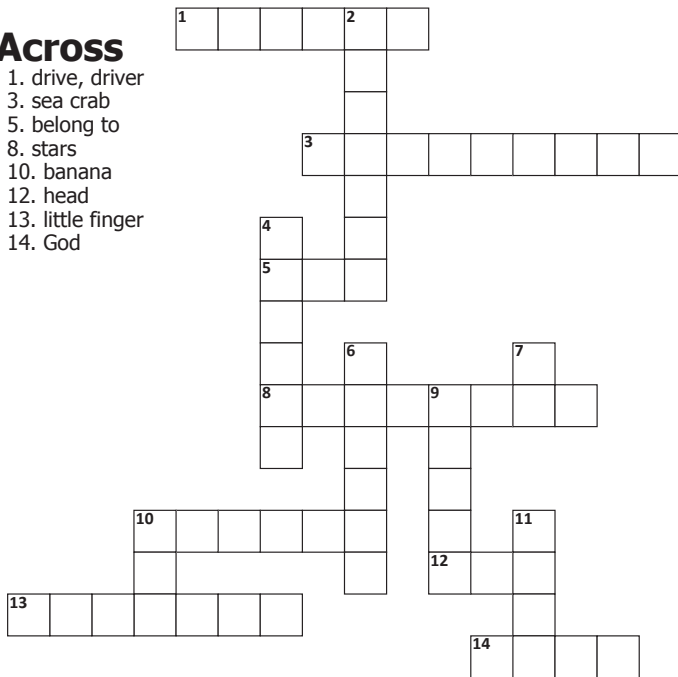 1
2
Across
1. drive, driver
3. sea crab
5. belong to
8. stars
10. banana
12. head
13. little finger
14. God
3
4
5
6
7
8
9
10
11
12
13
14